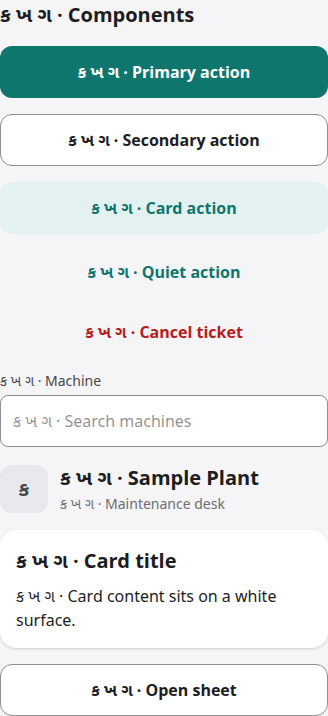 ક ખ ગ · Components
ક ખ ગ · Primary action
ક ખ ગ · Secondary action
ક ખ ગ · Card action
ક ખ ગ · Quiet action
ક ખ ગ · Cancel ticket
ક ખ ગ · Machine
ક ખ ગ · Search machines
ક
ક ખ ગ · Sample Plant
ક ખ ગ · Maintenance desk
ક ખ ગ · Card title
ક ખ ગ · Card content sits on a white
surface.
ક ખ ગ · Open sheet